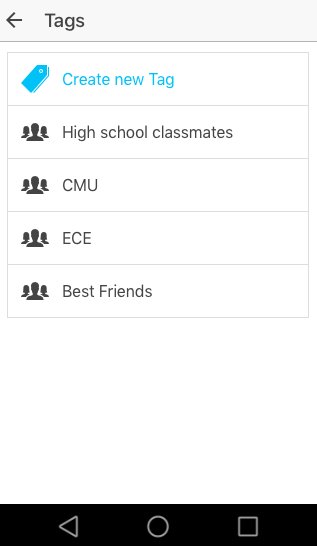 Tags
Create new Tag
High school classmates
CMU
ECE
Best Friends